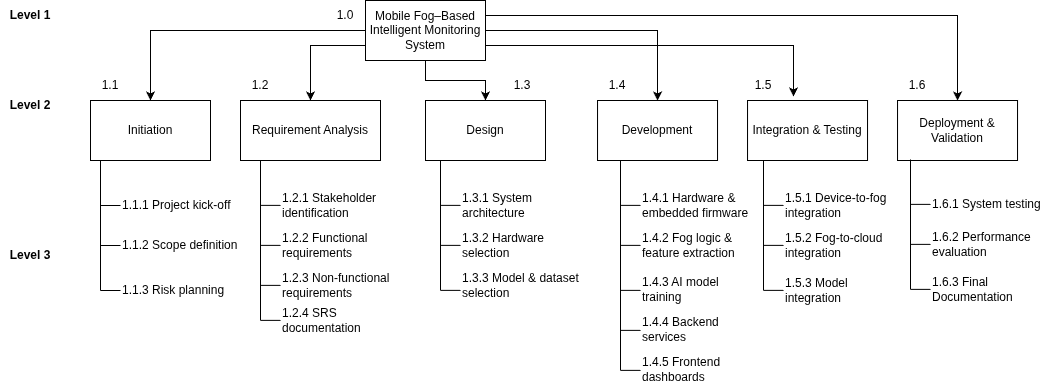 Level 1
1.0
Mobile Fog–Based
Intelligent Monitoring
System
1.1
1.2
1.3
1.4
1.5
1.6
Level 2
Initiation
Requirement Analysis
Design
Development
Integration & Testing
Deployment &
Validation
Level 3
1.1.1 Project kick-off
1.1.2 Scope definition
1.1.3 Risk planning
1.2.1 Stakeholder
identification
1.2.2 Functional
requirements
1.2.3 Non-functional
requirements
1.2.4 SRS
documentation
1.3.1 System
architecture
1.3.2 Hardware
selection
1.3.3 Model & dataset
selection
1.4.1 Hardware &
embedded firmware
1.4.2 Fog logic &
feature extraction
1.4.3 AI model
training
1.4.4 Backend
services
1.4.5 Frontend
dashboards
1.5.1 Device-to-fog
integration
1.5.2 Fog-to-cloud
integration
1.5.3 Model
integration
1.6.1 System testing
1.6.2 Performance
evaluation
1.6.3 Final
Documentation